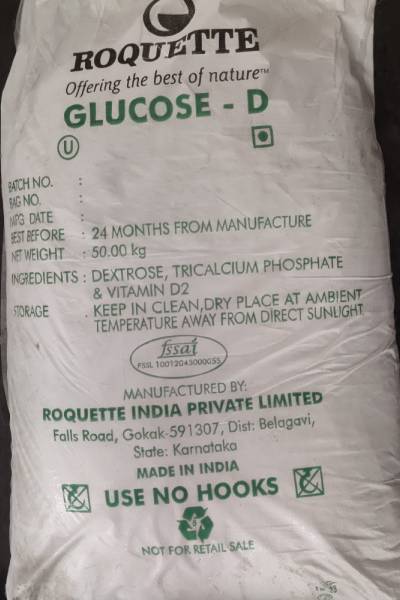 ROQUETTE
Offering the best of nature™
GLUCOSE - D
U
BATCH NO. :
BAG NO. :
MFG DATE :
BEST BEFORE : 24 MONTHS FROM MANUFACTURE
NET WEIGHT : 50.00 kg
INGREDIENTS : DEXTROSE, TRICALCIUM PHOSPHATE
& VITAMIN D2
STORAGE : KEEP IN CLEAN,DRY PLACE AT AMBIENT
TEMPERATURE AWAY FROM DIRECT SUNLIGHT
fssai
FSSL 10012043000055
MANUFACTURED BY:
ROQUETTE INDIA PRIVATE LIMITED
Falls Road, Gokak-591307, Dist: Belagavi,
State: Karnataka
MADE IN INDIA
USE NO HOOKS
NOT FOR RETAIL SALE